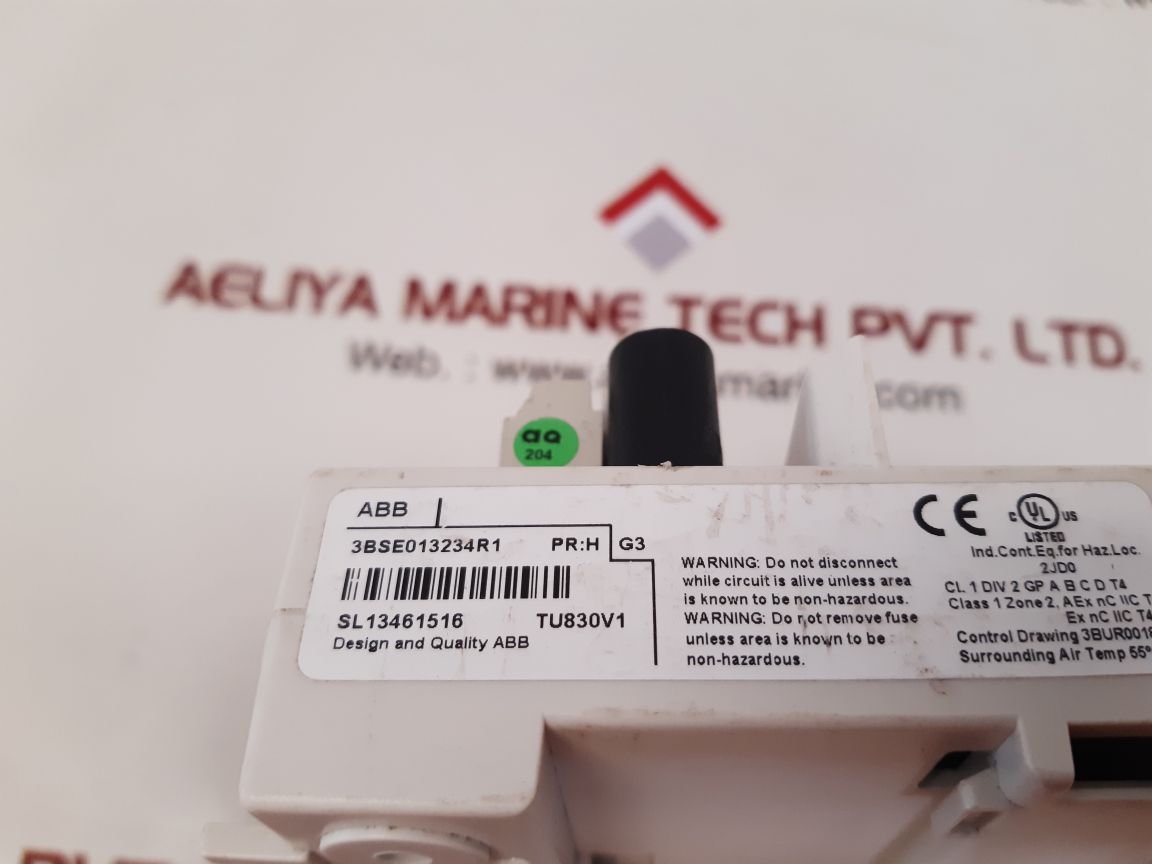 AELIYA MARINE TECH PVT. LTD.
Web. : www.
.com
aq
204
ABB
3BSE013234R1 PR:H G3
SL13461516 TU830V1
Design and Quality ABB
WARNING: Do not disconnect
while circuit is alive unless area
is known to be non-hazardous.
WARNING: Do not remove fuse
unless area is known to be
non-hazardous.
CE
C UL US
LISTED
Ind.Cont.Eq.for Haz.Loc.
2JD0
CL 1 DIV 2 GP A B C D T4
Class 1 Zone 2, AEx nC IIC T
Ex nC IIC T4
Control Drawing 3BUR0018
Surrounding Air Temp 55°